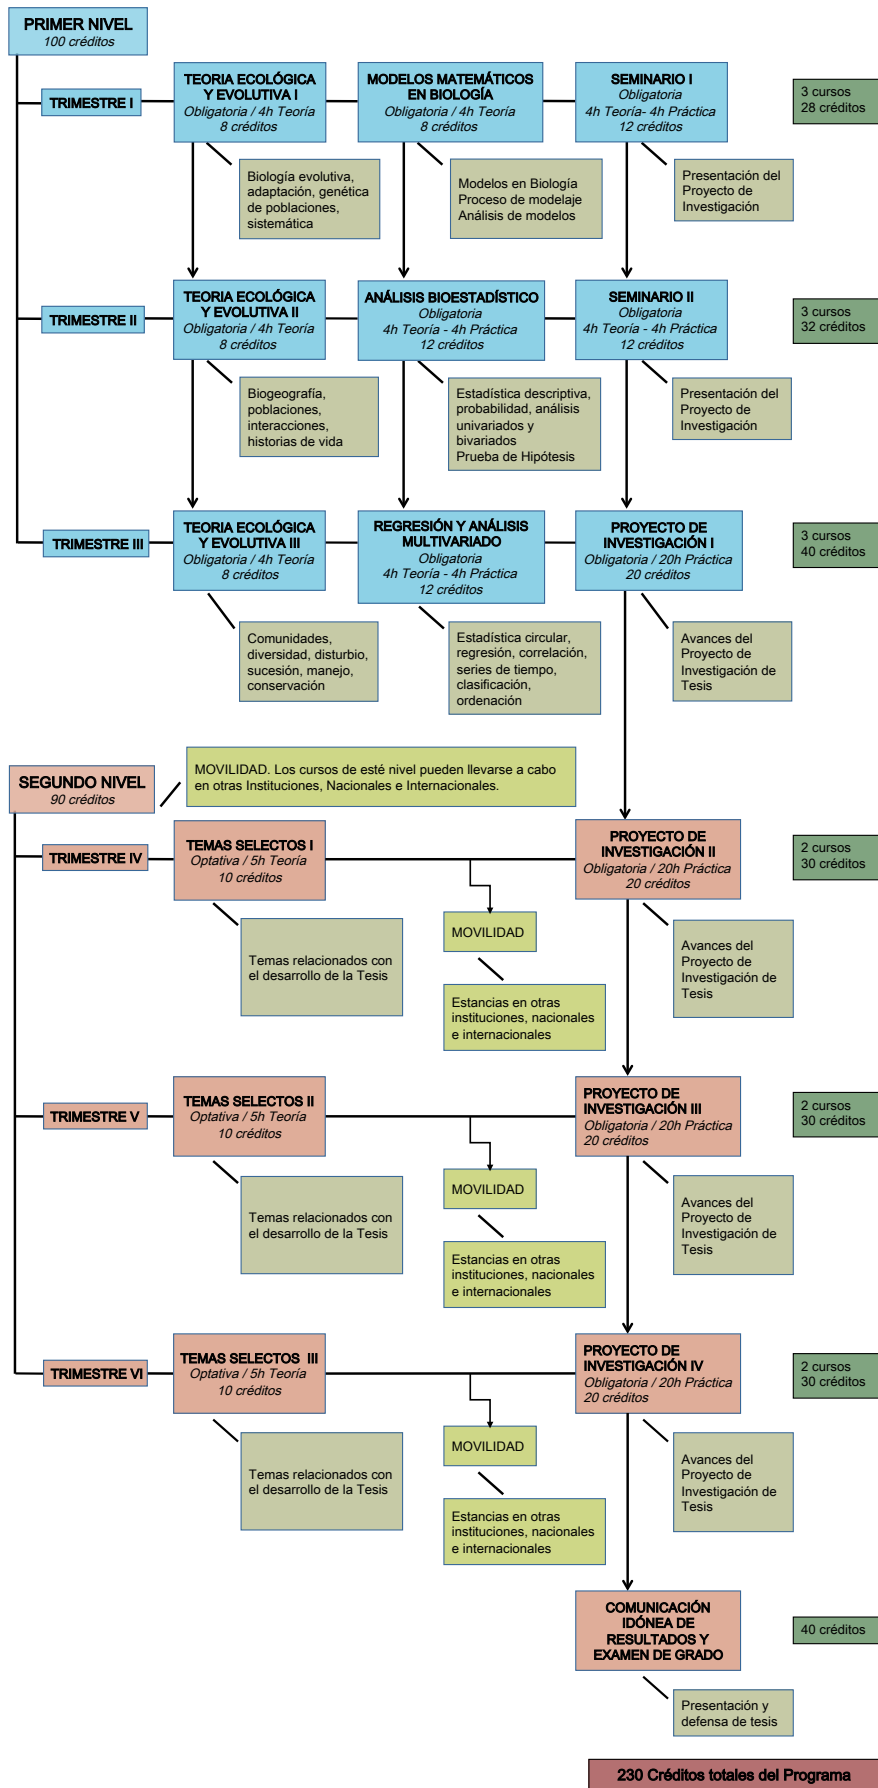 PRIMER NIVEL
100 créditos
TRIMESTRE I
TEORIA ECOLÓGICA
Y EVOLUTIVA I
Obligatoria / 4h Teoría
8 créditos
MODELOS MATEMÁTICOS
EN BIOLOGÍA
Obligatoria / 4h Teoría
8 créditos
SEMINARIO I
Obligatoria
4h Teoría- 4h Práctica
12 créditos
3 cursos
28 créditos
Biología evolutiva,
adaptación, genética
de poblaciones,
sistemática
Modelos en Biología
Proceso de modelaje
Análisis de modelos
Presentación del
Proyecto de
Investigación
TRIMESTRE II
TEORIA ECOLÓGICA
Y EVOLUTIVA II
Obligatoria / 4h Teoría
8 créditos
ANÁLISIS BIOESTADÍSTICO
Obligatoria
4h Teoría - 4h Práctica
12 créditos
SEMINARIO II
Obligatoria
4h Teoría - 4h Práctica
12 créditos
3 cursos
32 créditos
Biogeografía,
poblaciones,
interacciones,
historias de vida
Estadística descriptiva,
probabilidad, análisis
univariados y
bivariados
Prueba de Hipótesis
Presentación del
Proyecto de
Investigación
TRIMESTRE III
TEORIA ECOLÓGICA
Y EVOLUTIVA III
Obligatoria / 4h Teoría
8 créditos
REGRESIÓN Y ANÁLISIS
MULTIVARIADO
Obligatoria
4h Teoría - 4h Práctica
12 créditos
PROYECTO DE
INVESTIGACIÓN I
Obligatoria / 20h Práctica
20 créditos
3 cursos
40 créditos
Comunidades,
diversidad, disturbio,
sucesión, manejo,
conservación
Estadística circular,
regresión, correlación,
series de tiempo,
clasificación,
ordenación
Avances del
Proyecto de
Investigación de
Tesis
SEGUNDO NIVEL
90 créditos
MOVILIDAD. Los cursos de esté nivel pueden llevarse a cabo
en otras Instituciones, Nacionales e Internacionales.
TRIMESTRE IV
TEMAS SELECTOS I
Optativa / 5h Teoría
10 créditos
PROYECTO DE
INVESTIGACIÓN II
Obligatoria / 20h Práctica
20 créditos
2 cursos
30 créditos
Temas relacionados con
el desarrollo de la Tesis
MOVILIDAD
Estancias en otras
instituciones, nacionales
e internacionales
Avances del
Proyecto de
Investigación de
Tesis
TRIMESTRE V
TEMAS SELECTOS II
Optativa / 5h Teoría
10 créditos
PROYECTO DE
INVESTIGACIÓN III
Obligatoria / 20h Práctica
20 créditos
2 cursos
30 créditos
Temas relacionados con
el desarrollo de la Tesis
MOVILIDAD
Estancias en otras
instituciones, nacionales
e internacionales
Avances del
Proyecto de
Investigación de
Tesis
TRIMESTRE VI
TEMAS SELECTOS III
Optativa / 5h Teoría
10 créditos
PROYECTO DE
INVESTIGACIÓN IV
Obligatoria / 20h Práctica
20 créditos
2 cursos
30 créditos
Temas relacionados con
el desarrollo de la Tesis
MOVILIDAD
Estancias en otras
instituciones, nacionales
e internacionales
Avances del
Proyecto de
Investigación de
Tesis
COMUNICACIÓN
IDÓNEA DE
RESULTADOS Y
EXAMEN DE GRADO
40 créditos
Presentación y
defensa de tesis
230 Créditos totales del Programa